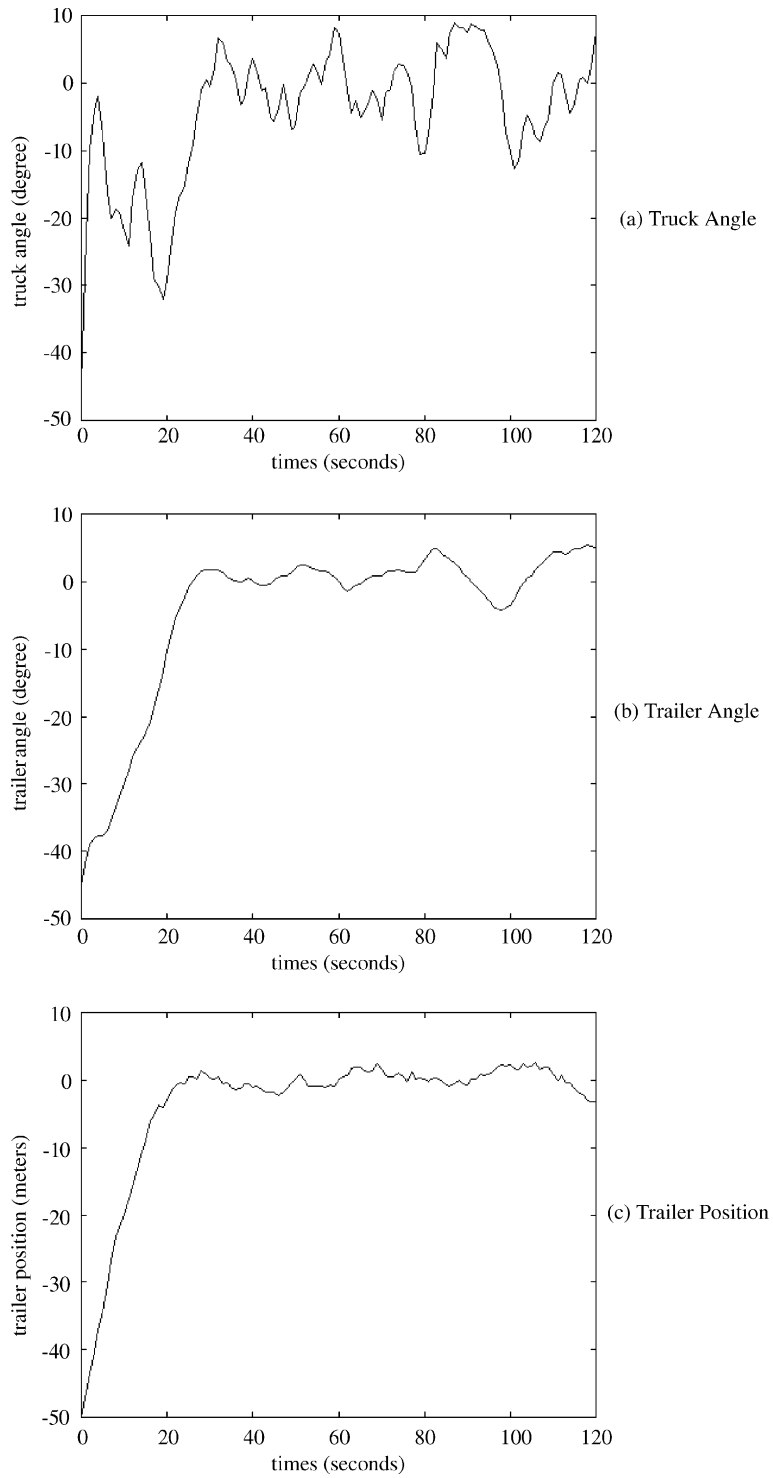 10
0
-10
-20
-30
-40
-50
truck angle (degree)
0 20 40 60 80 100 120
times (seconds)
(a) Truck Angle
10
0
-10
-20
-30
-40
-50
trailer angle (degree)
0 20 40 60 80 100 120
times (seconds)
(b) Trailer Angle
10
0
-10
-20
-30
-40
-50
trailer position (meters)
0 20 40 60 80 100 120
times (seconds)
(c) Trailer Position